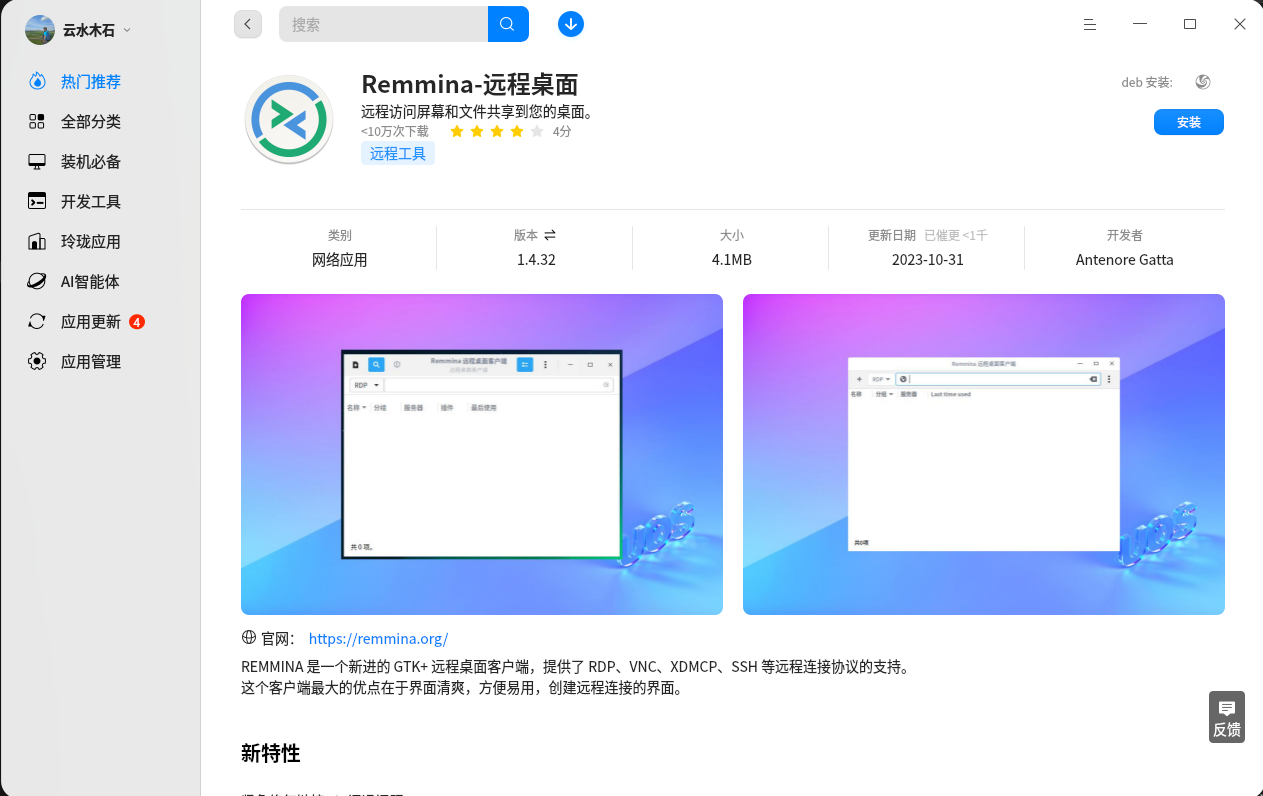 云水木石
热门推荐
全部分类
装机必备
开发工具
玲珑应用
AI智能体
应用更新 4
应用管理
搜索
Remmina-远程桌面
远程访问屏幕和文件共享到您的桌面。
<10万次下载 4分
远程工具
deb 安装:
安装
类别
网络应用
版本
1.4.32
大小
4.1MB
更新日期 已催更 <1千
2023-10-31
开发者
Antenore Gatta
Remmina 远程桌面客户端
RDP
名称 分组 服务器 插件 最后使用
共 0 项。
Remmina 远程桌面客户端
RDP
名称 分组 服务器 Last time used
共0项
官网： https://remmina.org/
REMMINA 是一个新进的 GTK+ 远程桌面客户端，提供了 RDP、VNC、XDMCP、SSH 等远程连接协议的支持。
这个客户端最大的优点在于界面清爽，方便易用，创建远程连接的界面。
反馈
新特性